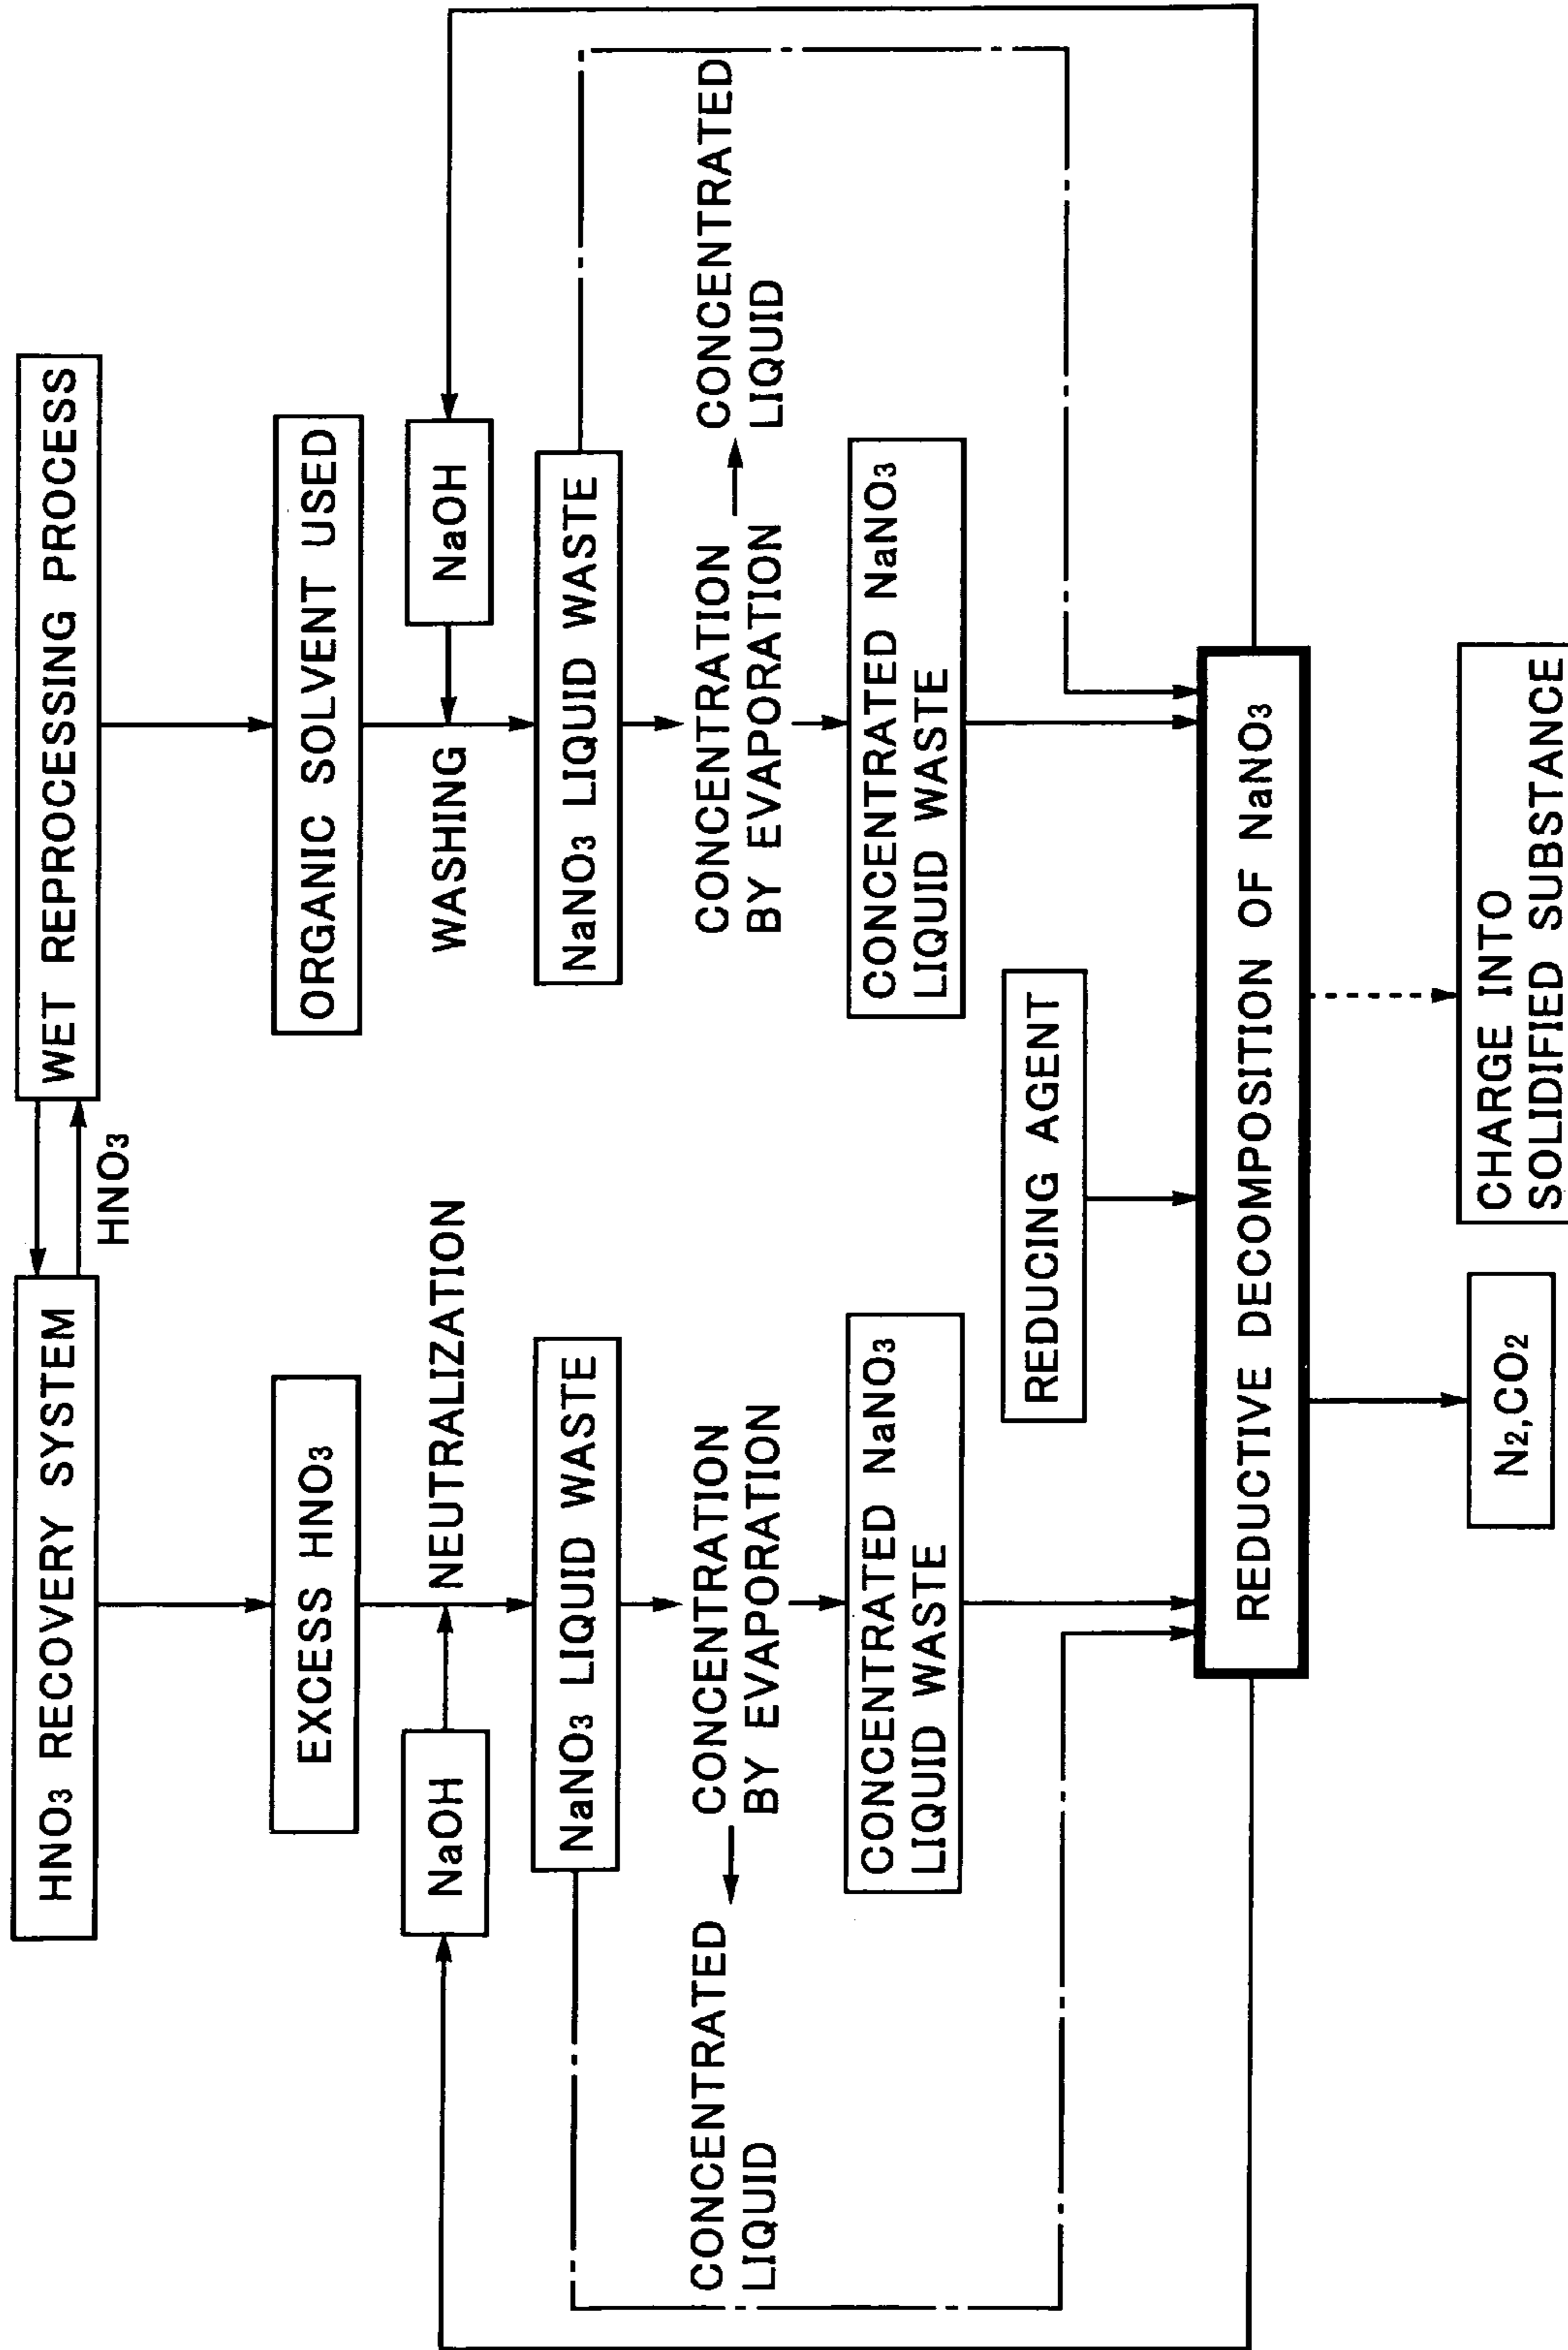 HNO₃ RECOVERY SYSTEM
HNO₃
WET REPROCESSING PROCESS
EXCESS HNO₃
ORGANIC SOLVENT USED
NaOH
NEUTRALIZATION
WASHING
NaOH
NaNO₃ LIQUID WASTE
NaNO₃ LIQUID WASTE
CONCENTRATED
LIQUID
CONCENTRATION
BY EVAPORATION
CONCENTRATION
BY EVAPORATION
CONCENTRATED
LIQUID
CONCENTRATED NaNO₃
LIQUID WASTE
CONCENTRATED NaNO₃
LIQUID WASTE
REDUCING AGENT
REDUCTIVE DECOMPOSITION OF NaNO₃
N₂,CO₂
CHARGE INTO
SOLIDIFIED SUBSTANCE